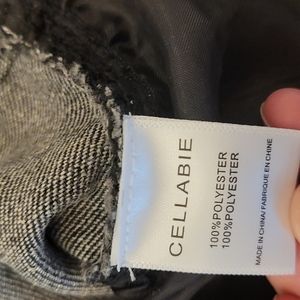 CELLABIE
100%POLYESTER
100%POLYESTER
MADE IN CHINA/FABRIQUE EN CHINE